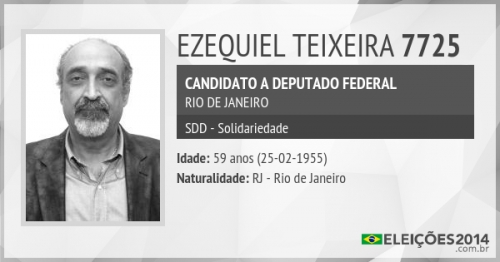 EZEQUIEL TEIXEIRA 7725
CANDIDATO A DEPUTADO FEDERAL
RIO DE JANEIRO
SDD - Solidariedade
Idade: 59 anos (25-02-1955)
Naturalidade: RJ - Rio de Janeiro
ELEIÇÕES2014
.com.br